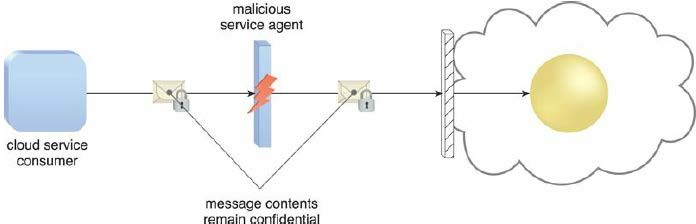 malicious
service agent
cloud service
consumer
message contents
remain confidential